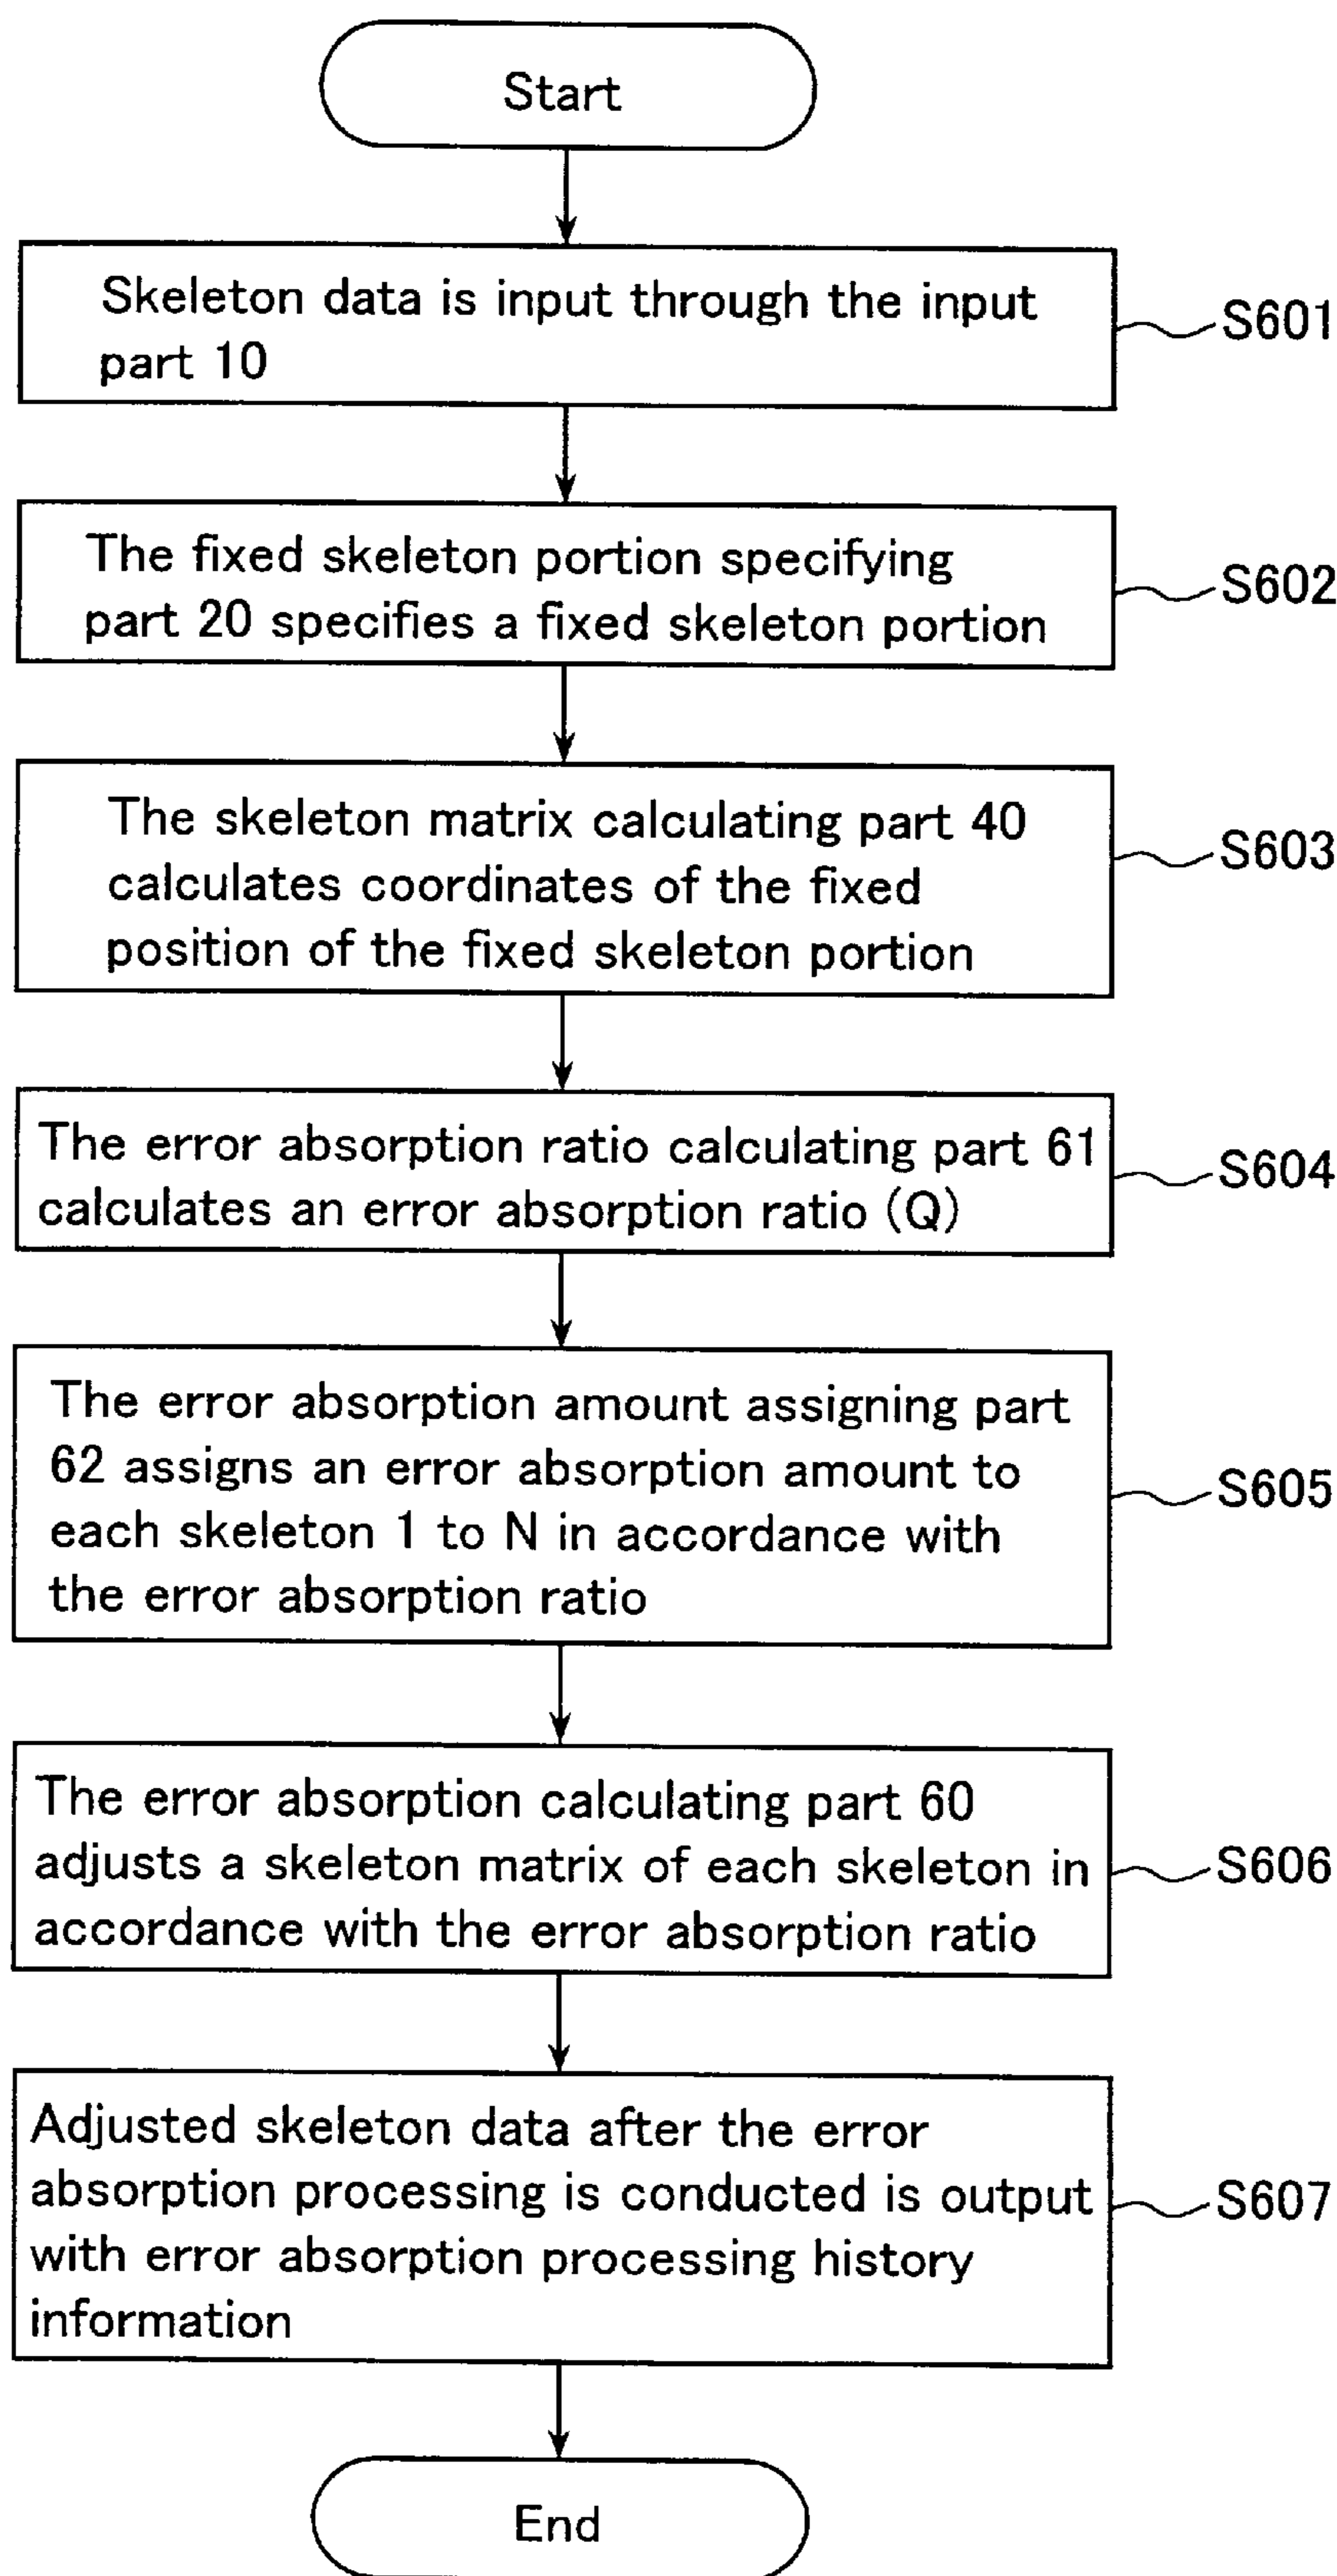 Start
Skeleton data is input through the input
part 10
S601
The fixed skeleton portion specifying
part 20 specifies a fixed skeleton portion
S602
The skeleton matrix calculating part 40
calculates coordinates of the fixed
position of the fixed skeleton portion
S603
The error absorption ratio calculating part 61
calculates an error absorption ratio (Q)
S604
The error absorption amount assigning part
62 assigns an error absorption amount to
each skeleton 1 to N in accordance with
the error absorption ratio
S605
The error absorption calculating part 60
adjusts a skeleton matrix of each skeleton in
accordance with the error absorption ratio
S606
Adjusted skeleton data after the error
absorption processing is conducted is output
with error absorption processing history
information
S607
End